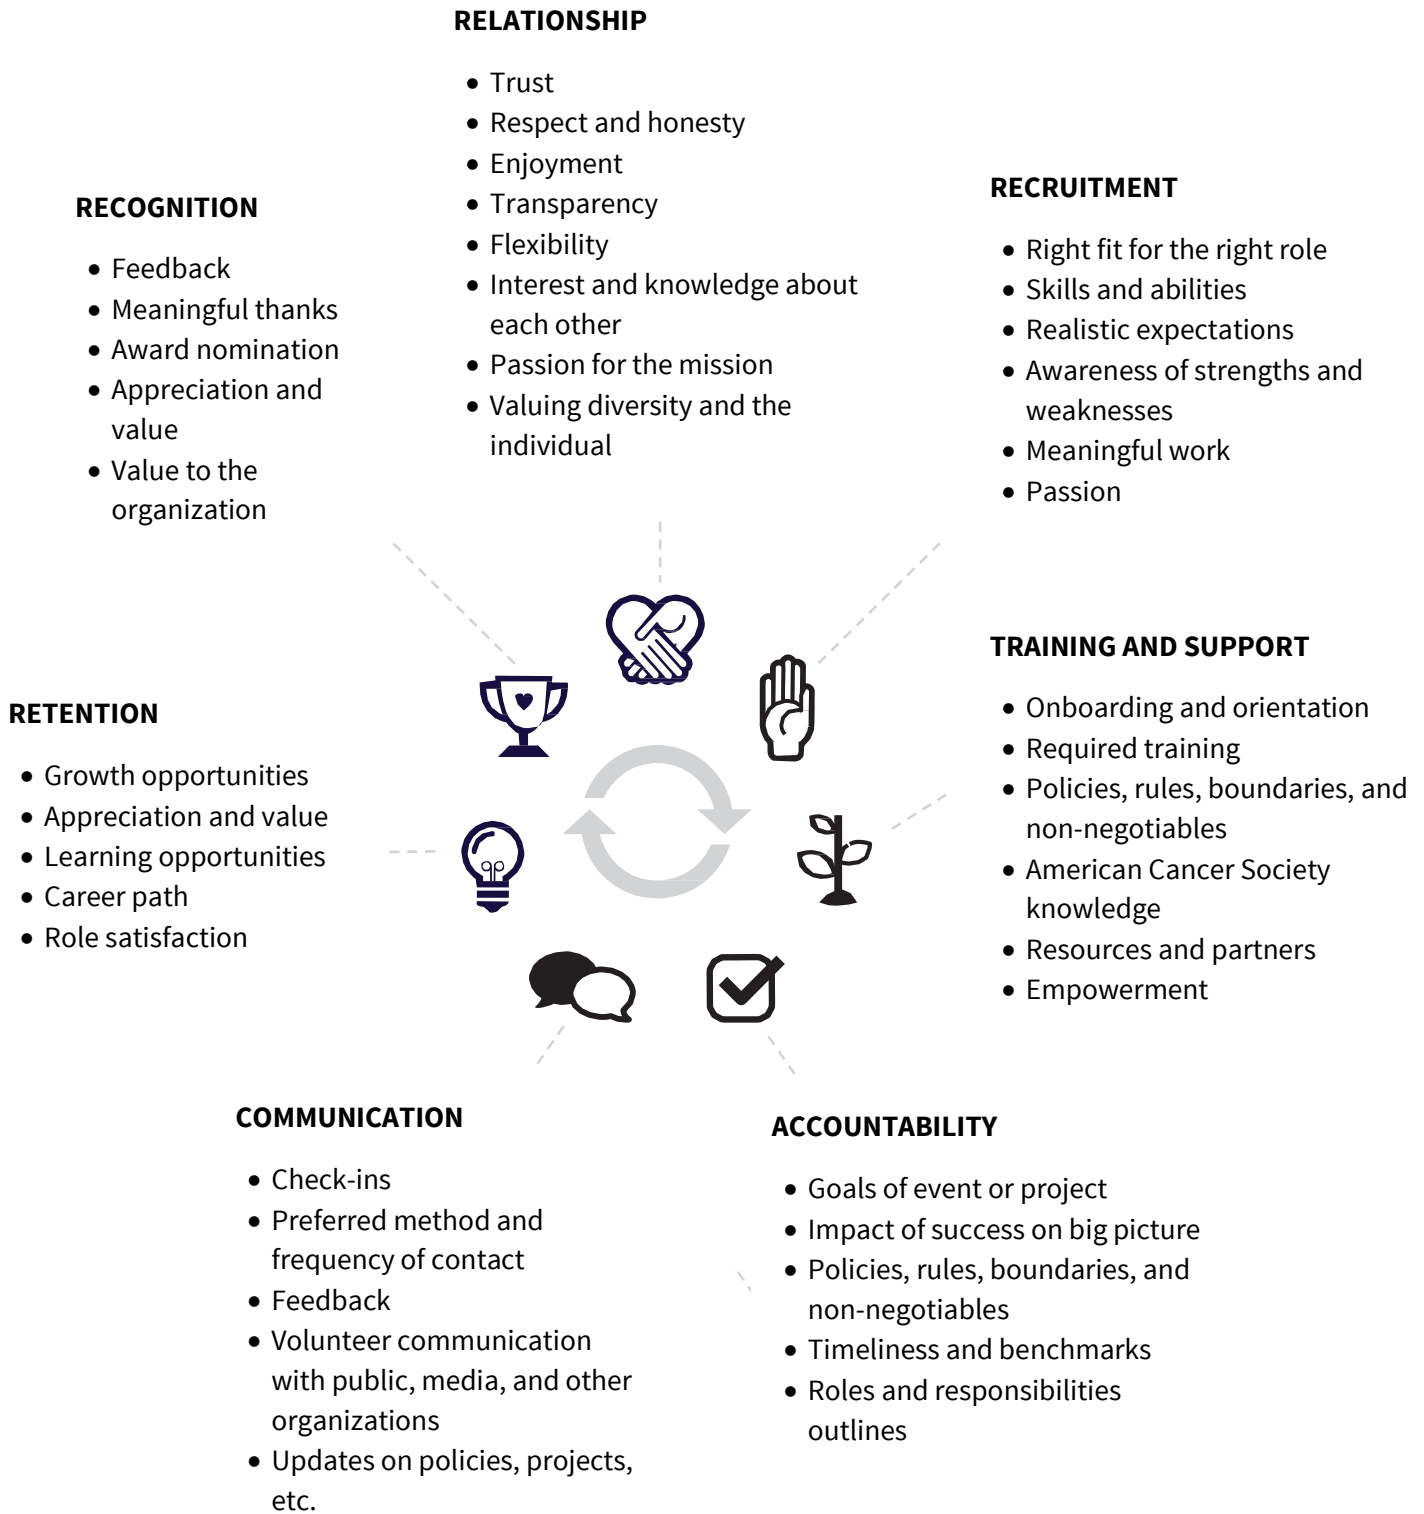 RELATIONSHIP
• Trust
• Respect and honesty
• Enjoyment
• Transparency
• Flexibility
• Interest and knowledge about
each other
• Passion for the mission
• Valuing diversity and the
individual
RECOGNITION
• Feedback
• Meaningful thanks
• Award nomination
• Appreciation and
value
• Value to the
organization
RECRUITMENT
• Right fit for the right role
• Skills and abilities
• Realistic expectations
• Awareness of strengths and
weaknesses
• Meaningful work
• Passion
TRAINING AND SUPPORT
• Onboarding and orientation
• Required training
• Policies, rules, boundaries, and
non-negotiables
• American Cancer Society
knowledge
• Resources and partners
• Empowerment
RETENTION
• Growth opportunities
• Appreciation and value
• Learning opportunities
• Career path
• Role satisfaction
COMMUNICATION
• Check-ins
• Preferred method and
frequency of contact
• Feedback
• Volunteer communication
with public, media, and other
organizations
• Updates on policies, projects,
etc.
ACCOUNTABILITY
• Goals of event or project
• Impact of success on big picture
• Policies, rules, boundaries, and
non-negotiables
• Timeliness and benchmarks
• Roles and responsibilities
outlines